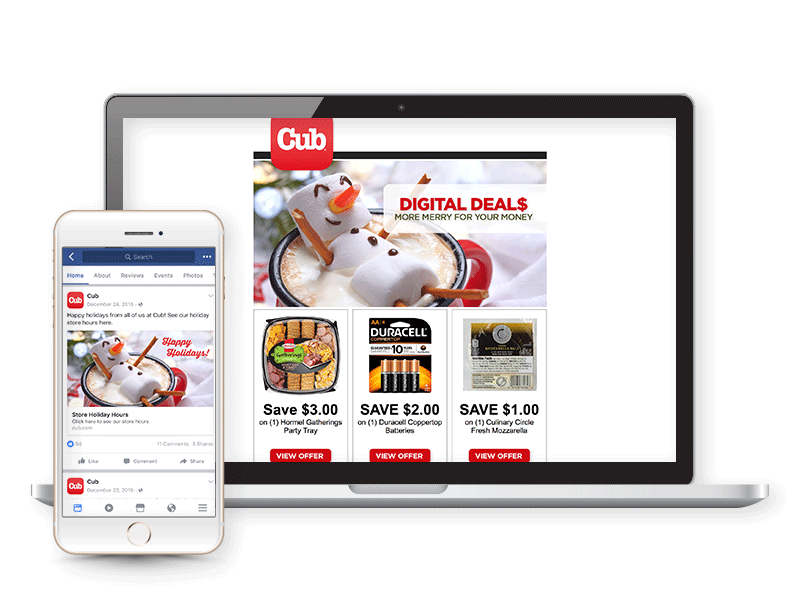 Cub
DIGITAL DEAL$
MORE MERRY FOR YOUR MONEY
Hormel
Gatherings
AA
DURACELL
COPPERTOP
GUARANTEED 10 YEARS
C
MOZZARELLA BALL
Save $3.00
on (1) Hormel Gatherings
Party Tray
VIEW OFFER
SAVE $2.00
on (1) Duracell Coppertop
Batteries
VIEW OFFER
SAVE $1.00
on (1) Culinary Circle
Fresh Mozzarella
VIEW OFFER
Search
Home About Reviews Events Photos
Cub
Cub
December 24, 2016
Happy holidays from all of us at Cub! See our holiday
store hours here.
Happy
Holidays!
Store Holiday Hours
Click here to see our store hours.
cub.com
11 Comments 5 Shares
Like Comment Share
Cub
Cub
December 23, 2016